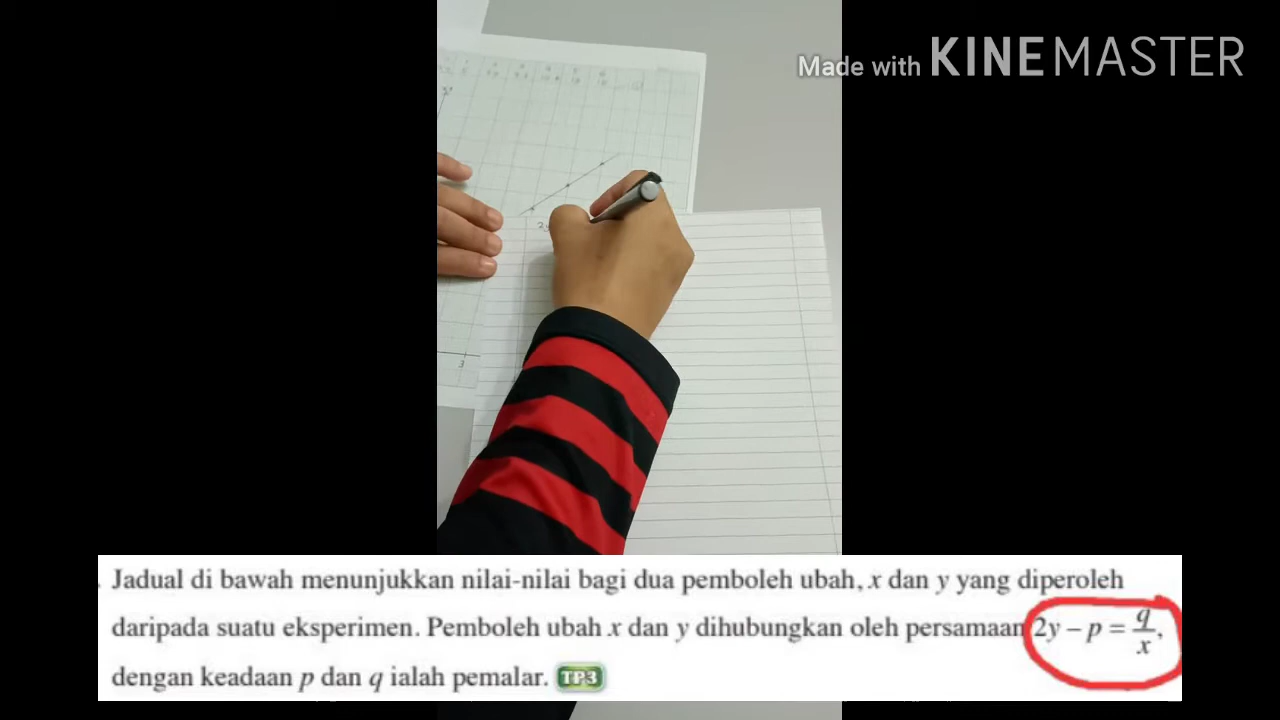 Made with KINEMASTER
3
Jadual di bawah menunjukkan nilai-nilai bagi dua pemboleh ubah, x dan y yang diperoleh
daripada suatu eksperimen. Pemboleh ubah x dan y dihubungkan oleh persamaan 2y – p = q/x,
dengan keadaan p dan q ialah pemalar. TP3